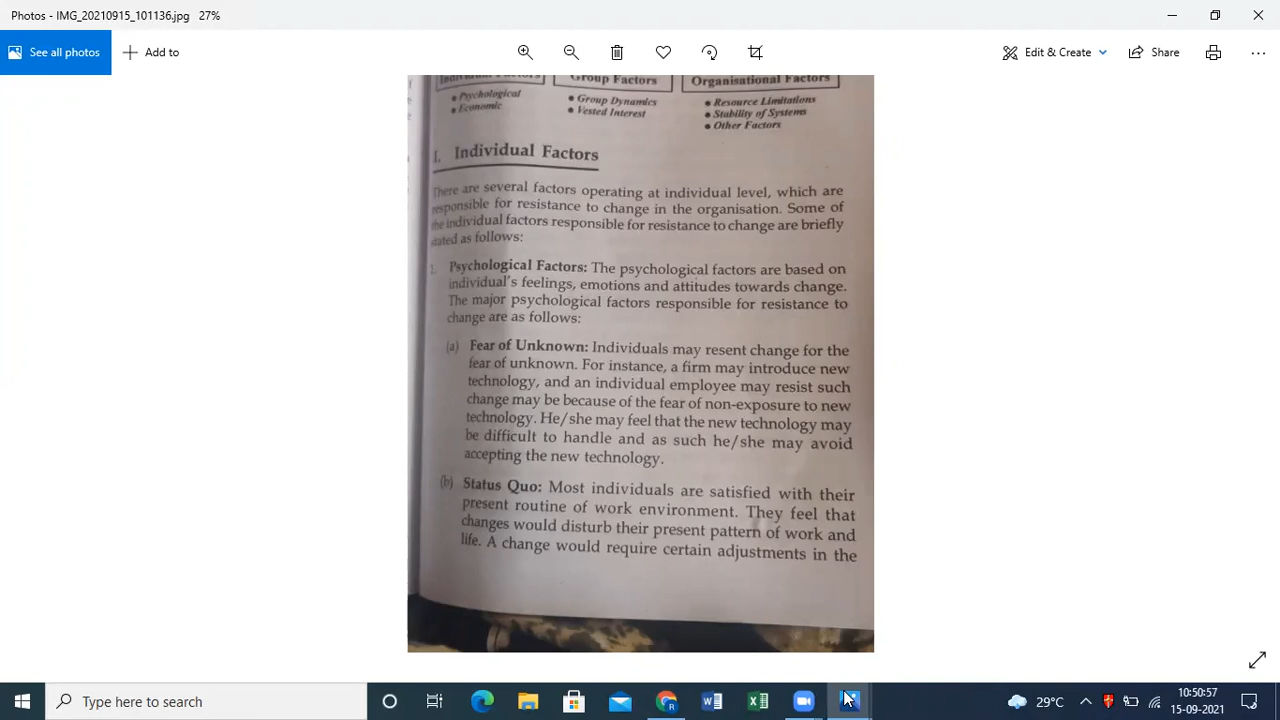 Photos - IMG_20210915_101136.jpg 27%
See all photos
Add to
Edit & Create
Share
Individual Factors
Group Factors
Organisational Factors
• Psychological
• Economic
• Group Dynamics
• Vested Interest
• Resource Limitations
• Stability of Systems
• Other Factors
I. Individual Factors
There are several factors operating at individual level, which are
responsible for resistance to change in the organisation. Some of
the individual factors responsible for resistance to change are briefly
stated as follows:
1. Psychological Factors: The psychological factors are based on
individual's feelings, emotions and attitudes towards change.
The major psychological factors responsible for resistance to
change are as follows:
(a) Fear of Unknown: Individuals may resent change for the
fear of unknown. For instance, a firm may introduce new
technology, and an individual employee may resist such
change may be because of the fear of non-exposure to new
technology. He/she may feel that the new technology may
be difficult to handle and as such he/she may avoid
accepting the new technology.
(b) Status Quo: Most individuals are satisfied with their
present routine of work environment. They feel that
changes would disturb their present pattern of work and
life. A change would require certain adjustments in the
Type here to search
29°C
10:50:57
15-09-2021